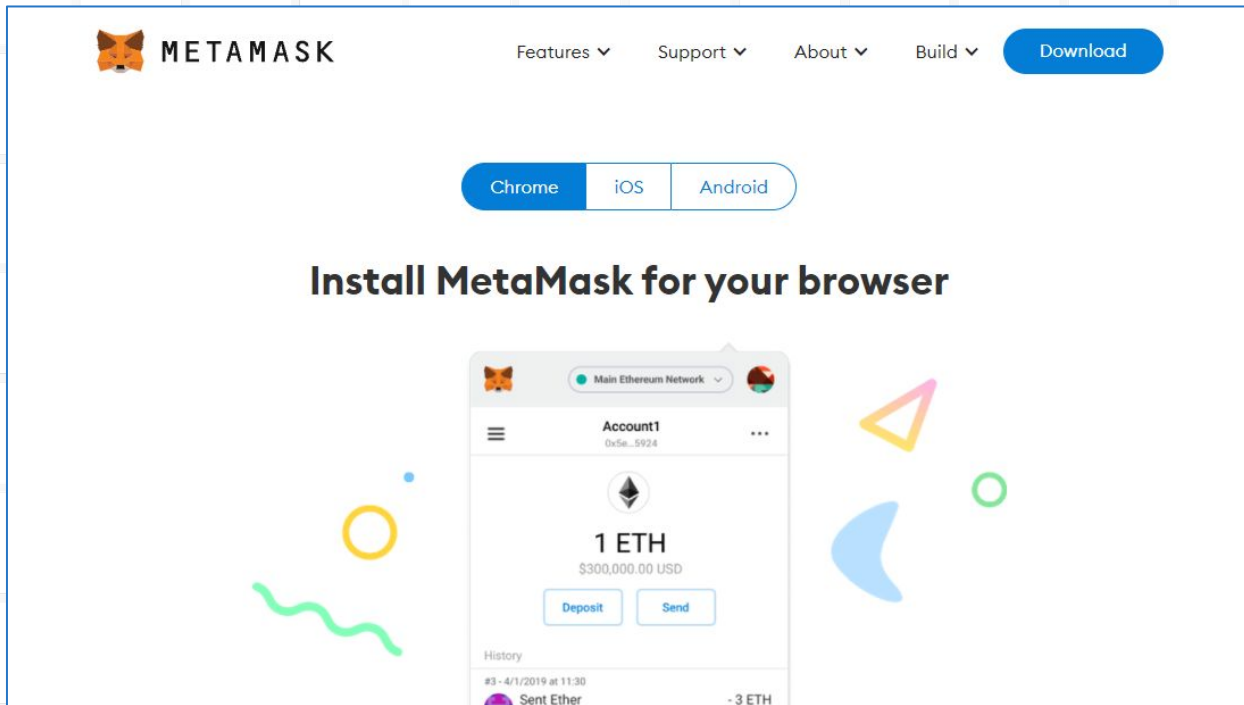 METAMASK
Features Support About Build Download
Chrome iOS Android
Install MetaMask for your browser
Main Ethereum Network
Account1
0x5e...5924
1 ETH
$300,000.00 USD
Deposit Send
History
#3 - 4/1/2019 at 11:30
Sent Ether - 3 ETH